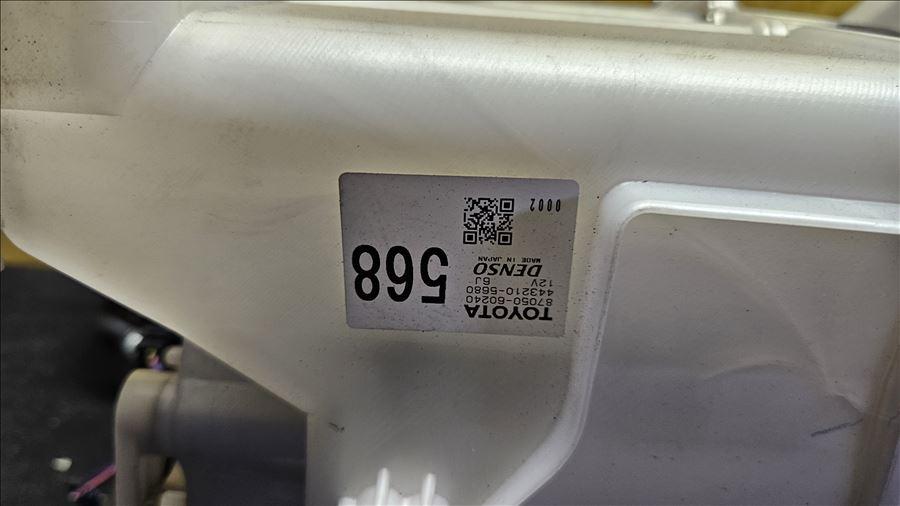 TOYOTA
87050-60240
443210-5680
12V 6J
DENSO
MADE IN JAPAN
568
0002